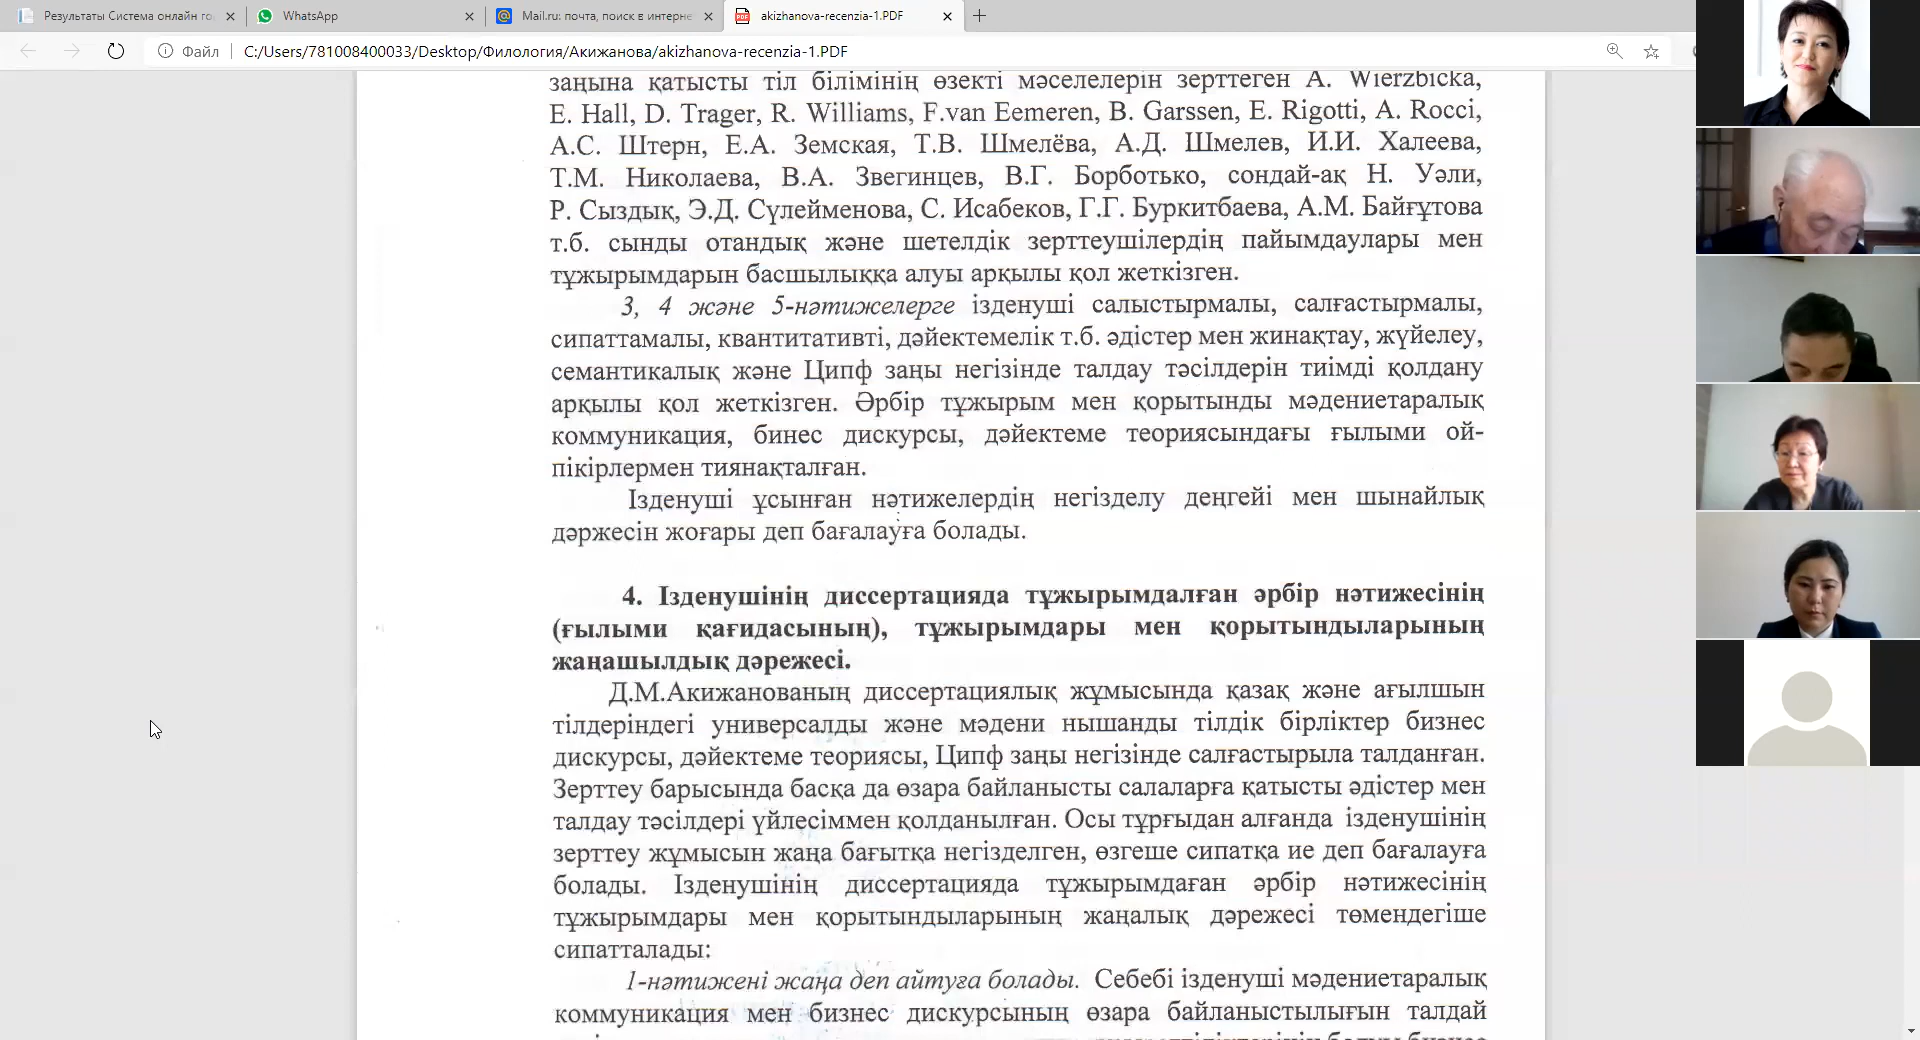 Результаты Система онлайн го
WhatsApp
Mail.ru: почта, поиск в интерне
akizhanova-recenzia-1.PDF
Файл
C:/Users/781008400033/Desktop/Филология/Акижанова/akizhanova-recenzia-1.PDF
заңына қатысты тіл білімінің өзекті мәселелерін зерттеген A. Wierzbicka,
E. Hall, D. Trager, R. Williams, F.van Eemeren, B. Garssen, E. Rigotti, A. Rocci,
А.С. Штерн, Е.А. Земская, Т.В. Шмелёва, А.Д. Шмелев, И.И. Халеева,
Т.М. Николаева, В.А. Звегинцев, В.Г. Борботько, сондай-ақ Н. Уәли,
Р. Сыздық, Э.Д. Сүлейменова, С. Исабеков, Г.Г. Буркитбаева, А.М. Байғұтова
т.б. сынды отандық және шетелдік зерттеушілердің пайымдаулары мен
тұжырымдарын басшылыққа алуы арқылы қол жеткізген.
3, 4 және 5-нәтижелерге ізденуші салыстырмалы, салғастырмалы,
сипаттамалы, квантитативті, дәйектемелік т.б. әдістер мен жинақтау, жүйелеу,
семантикалық және Ципф заңы негізінде талдау тәсілдерін тиімді қолдану
арқылы қол жеткізген. Әрбір тұжырым мен қорытынды мәдениетаралық
коммуникация, бинес дискурсы, дәйектеме теориясындағы ғылыми ой-
пікірлермен тиянақталған.
Ізденуші ұсынған нәтижелердің негізделу деңгейі мен шынайлық
дәржесін жоғары деп бағалауға болады.
4. Ізденушінің диссертацияда тұжырымдалған әрбір нәтижесінің
(ғылыми қағидасының), тұжырымдары мен қорытындыларының
жаңашылдық дәрежесі.
Д.М.Акижанованың диссертациялық жұмысында қазақ және ағылшын
тілдеріндегі универсалды және мәдени нышанды тілдік бірліктер бизнес
дискурсы, дәйектеме теориясы, Ципф заңы негізінде салғастырыла талданған.
Зерттеу барысында басқа да өзара байланысты салаларға қатысты әдістер мен
талдау тәсілдері үйлесіммен қолданылған. Осы тұрғыдан алғанда ізденушінің
зерттеу жұмысын жаңа бағытқа негізделген, өзгеше сипатқа ие деп бағалауға
болады. Ізденушінің диссертацияда тұжырымдаған әрбір нәтижесінің
тұжырымдары мен қорытындыларының жаңалық дәрежесі төмендегіше
сипатталады:
1-нәтижені жаңа деп айтуға болады. Себебі ізденуші мәдениетаралық
коммуникация мен бизнес дискурсының өзара байланыстылығын талдай